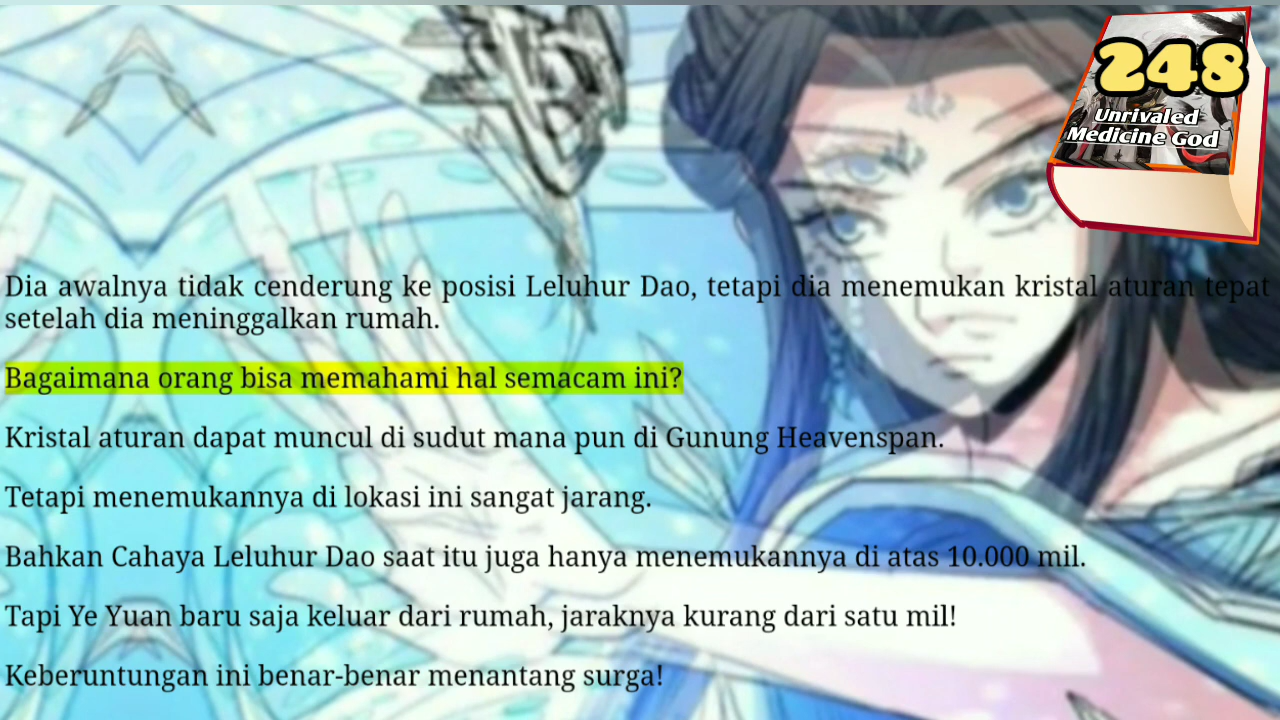 248
Unrivaled
Medicine God
Dia awalnya tidak cenderung ke posisi Leluhur Dao, tetapi dia menemukan kristal aturan tepat
setelah dia meninggalkan rumah.
Bagaimana orang bisa memahami hal semacam ini?
Kristal aturan dapat muncul di sudut mana pun di Gunung Heavenspan.
Tetapi menemukannya di lokasi ini sangat jarang.
Bahkan Cahaya Leluhur Dao saat itu juga hanya menemukannya di atas 10.000 mil.
Tapi Ye Yuan baru saja keluar dari rumah, jaraknya kurang dari satu mil!
Keberuntungan ini benar-benar menantang surga!